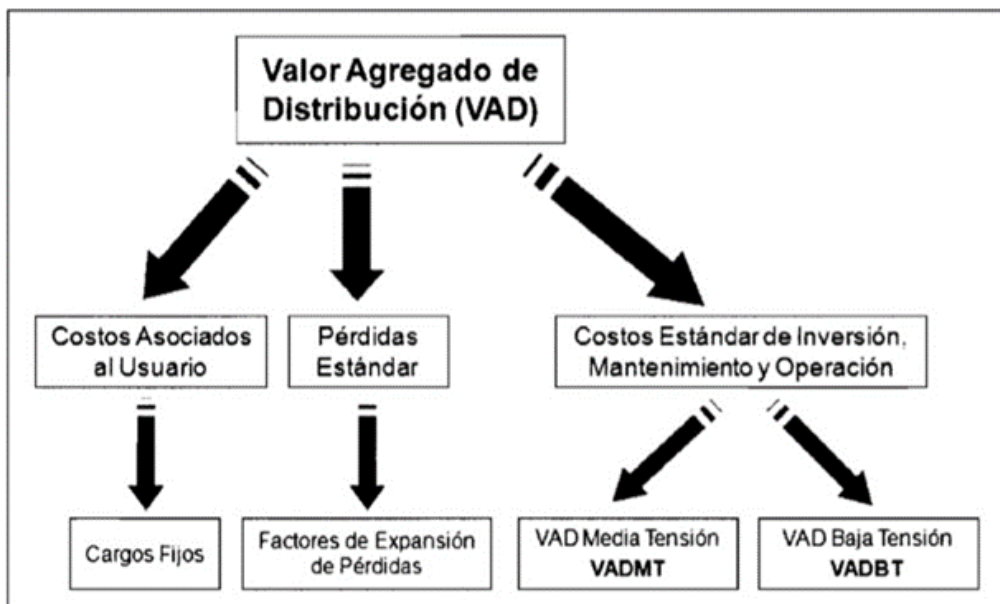 Valor Agregado de
Distribución (VAD)
Costos Asociados
al Usuario
Pérdidas
Estándar
Costos Estándar de Inversión,
Mantenimiento y Operación
Cargos Fijos
Factores de Expansión
de Pérdidas
VAD Media Tensión
VADMT
VAD Baja Tensión
VADBT